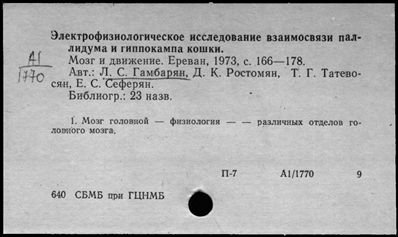 Электрофизиологическое исследование взаимосвязи пал-
лидума и гиппокампа кошки.
А1
1770
Мозг и движение. Ереван, 1973, с. 166—178.
Авт.: Л. С. Гамбарян, Д. К. Ростомян, Т. Г. Татево-
сян, Е. С. Сеферян.
Библиогр.: 23 назв.
1. Мозг головной — физиология — — различных отделов го-
ловного мозга.
П-7 А1/1770 9
640 СБМБ при ГЦНМБ